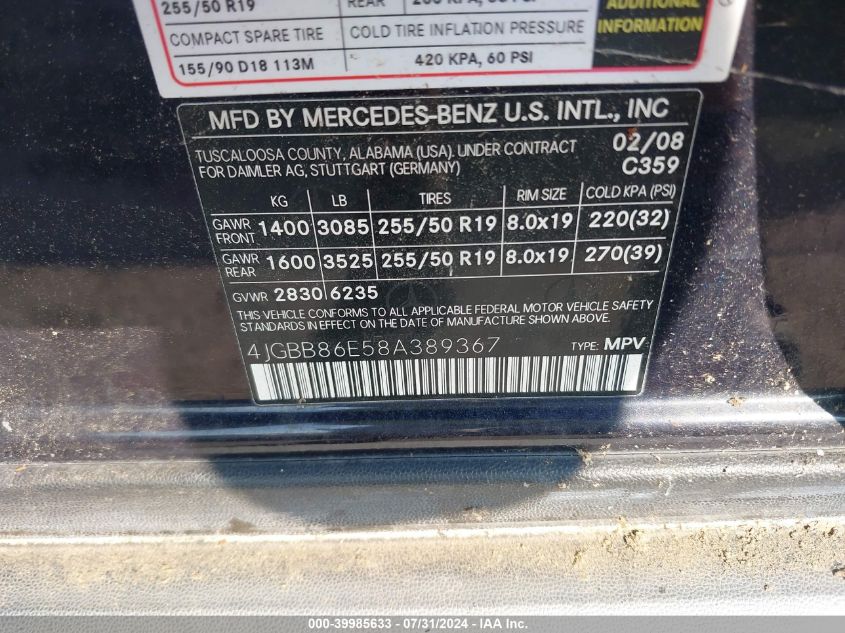 255/50 R19 REAR
COMPACT SPARE TIRE COLD TIRE INFLATION PRESSURE
155/90 D18 113M 420 KPA, 60 PSI
ADDITIONAL
INFORMATION
MFD BY MERCEDES-BENZ U.S. INTL., INC
TUSCALOOSA COUNTY, ALABAMA (USA), UNDER CONTRACT 02/08
FOR DAIMLER AG, STUTTGART (GERMANY) C359
KG LB TIRES RIM SIZE COLD KPA (PSI)
GAWR FRONT 1400 3085 255/50 R19 8.0x19 220(32)
GAWR REAR 1600 3525 255/50 R19 8.0x19 270(39)
GVWR 2830 6235
THIS VEHICLE CONFORMS TO ALL APPLICABLE FEDERAL MOTOR VEHICLE SAFETY
STANDARDS IN EFFECT ON THE DATE OF MANUFACTURE SHOWN ABOVE.
4JGBB86E58A389367 TYPE: MPV
000-39985633 - 07/31/2024 - IAAI.com